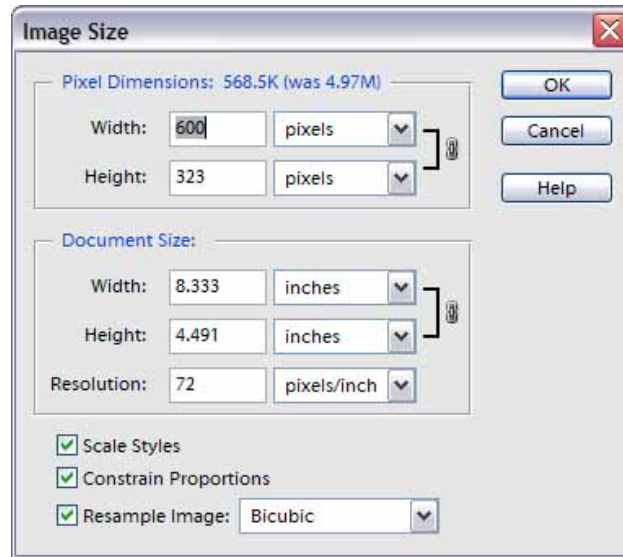 Image Size
Pixel Dimensions: 568.5K (was 4.97M)
OK
Width: 600 pixels
Cancel
Height: 323 pixels
Help
Document Size:
Width: 8.333 inches
Height: 4.491 inches
Resolution: 72 pixels/inch
Scale Styles
Constrain Proportions
Resample Image: Bicubic